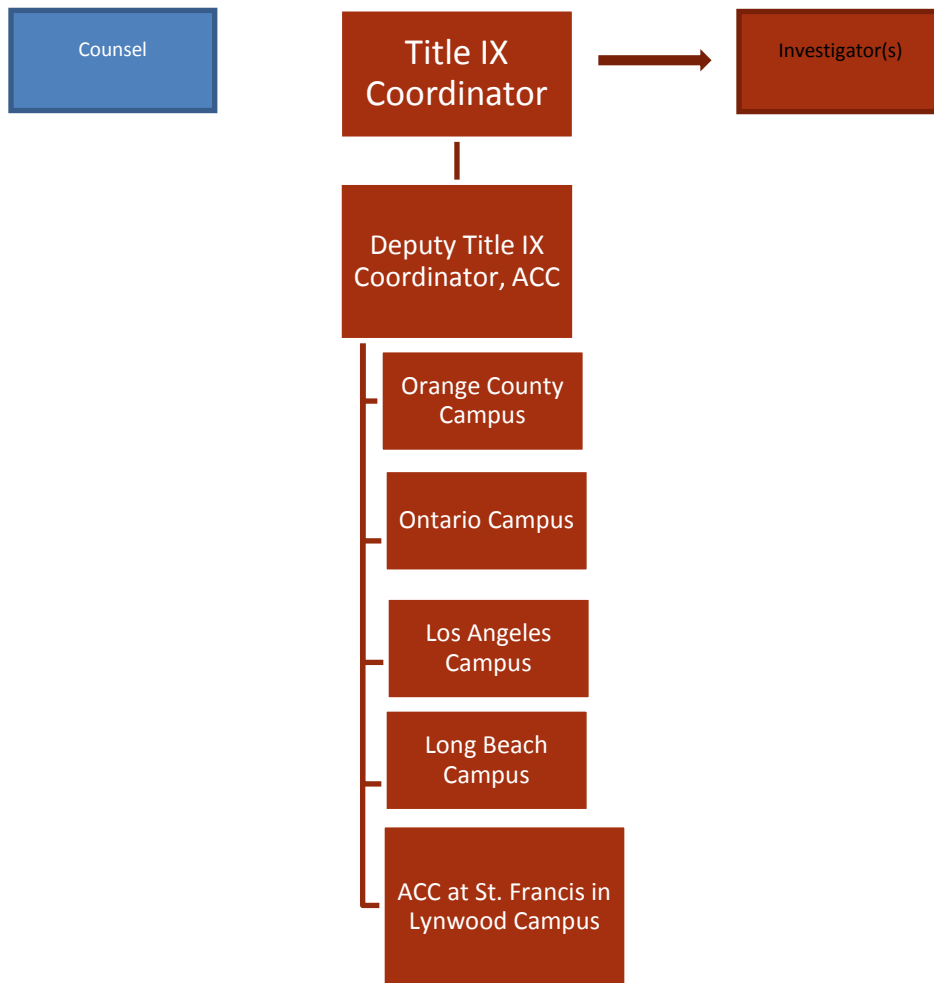 Counsel
Title IX
Coordinator
Investigator(s)
Deputy Title IX
Coordinator, ACC
Orange County
Campus
Ontario Campus
Los Angeles
Campus
Long Beach
Campus
ACC at St. Francis in
Lynwood Campus